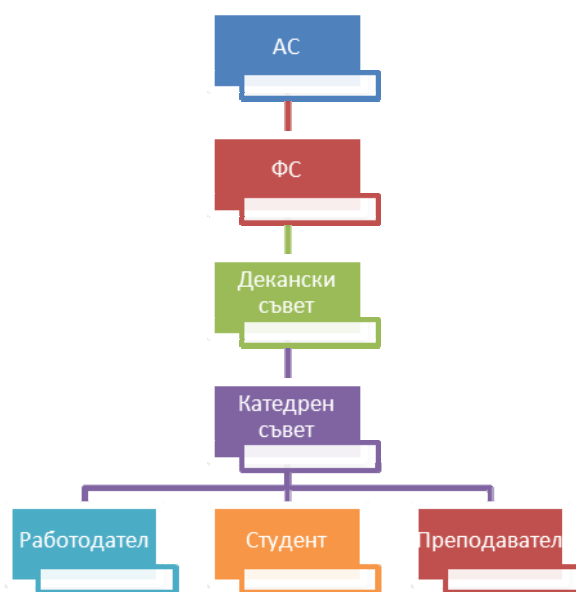 АС
ФС
Декански
съвет
Катедрен
съвет
Работодател
Студент
Преподавател